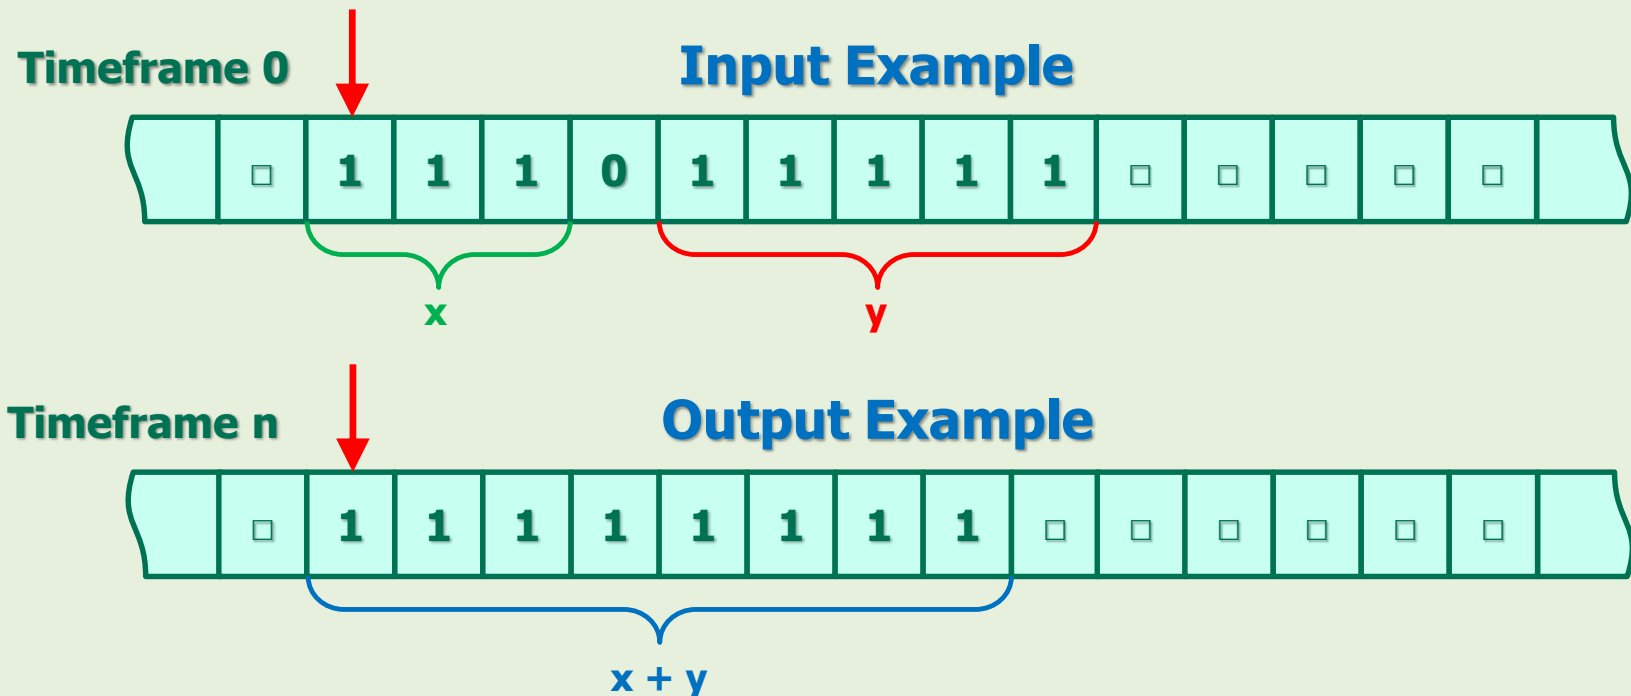 Timeframe 0
Input Example
□ 1 1 1 0 1 1 1 1 1 □ □ □ □ □
x y
Timeframe n
Output Example
□ 1 1 1 1 1 1 1 1 □ □ □ □ □ □
x + y